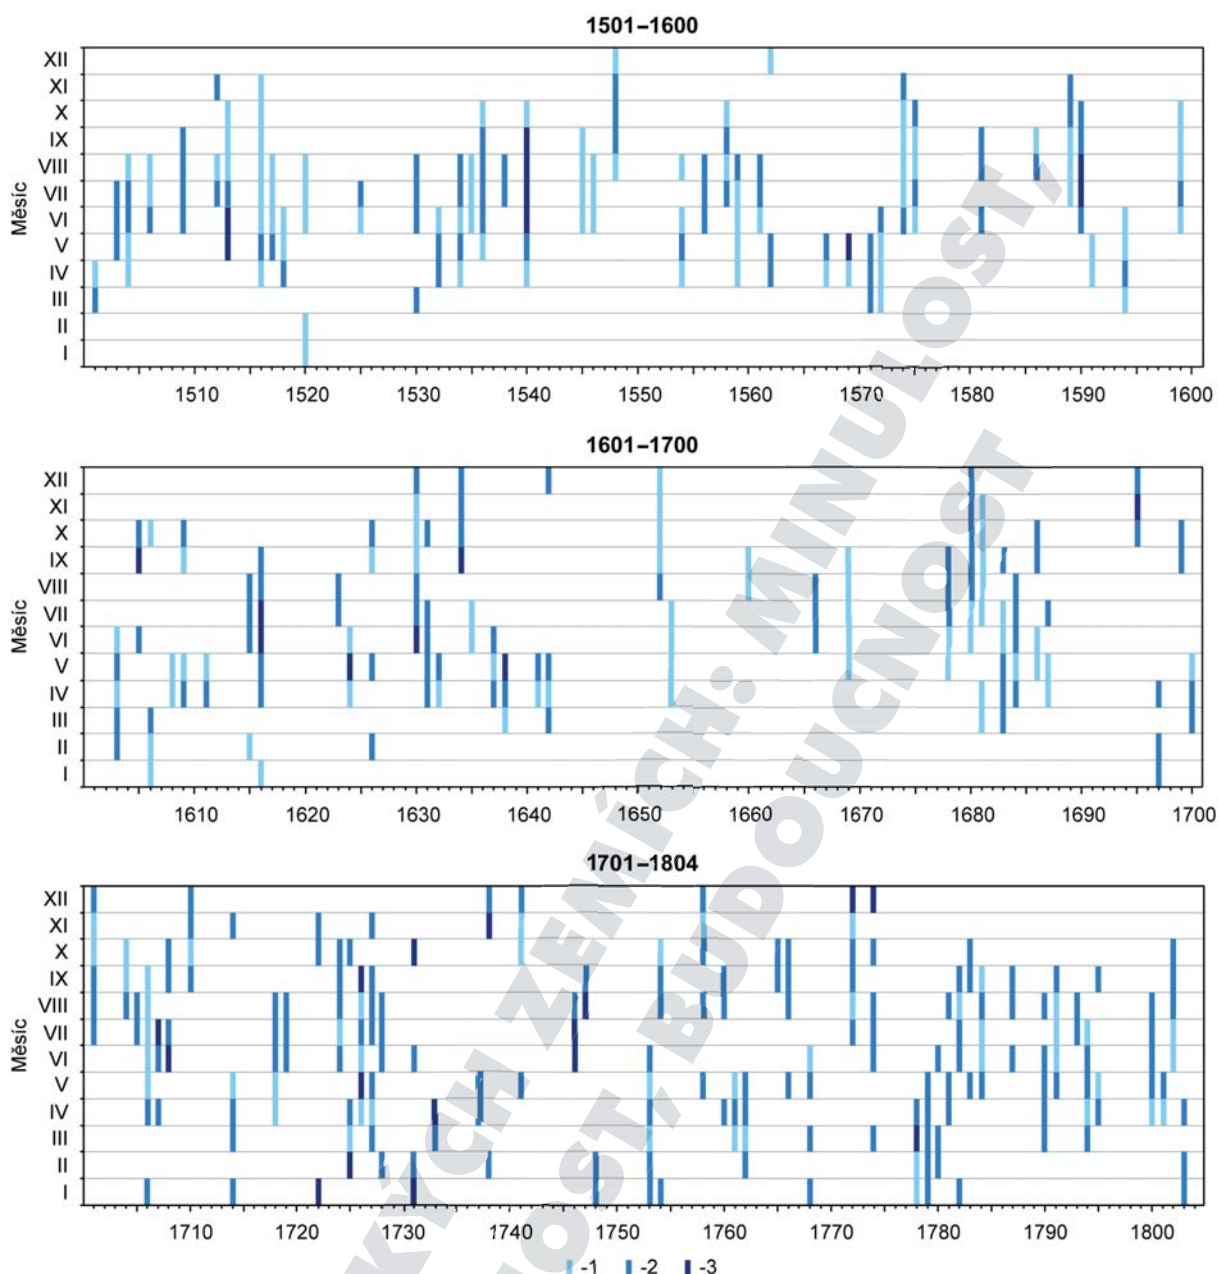 1501–1600
XII
XI
X
IX
VIII
VII
VI
V
IV
III
II
I
Měsíc
1510 1520 1530 1540 1550 1560 1570 1580 1590 1600
1601–1700
XII
XI
X
IX
VIII
VII
VI
V
IV
III
II
I
Měsíc
1610 1620 1630 1640 1650 1660 1670 1680 1690 1700
1701–1804
XII
XI
X
IX
VIII
VII
VI
V
IV
III
II
I
Měsíc
1710 1720 1730 1740 1750 1760 1770 1780 1790 1800
-1 -2 -3
ZEMÍCH: MINULOST,
BUDOUCNOST